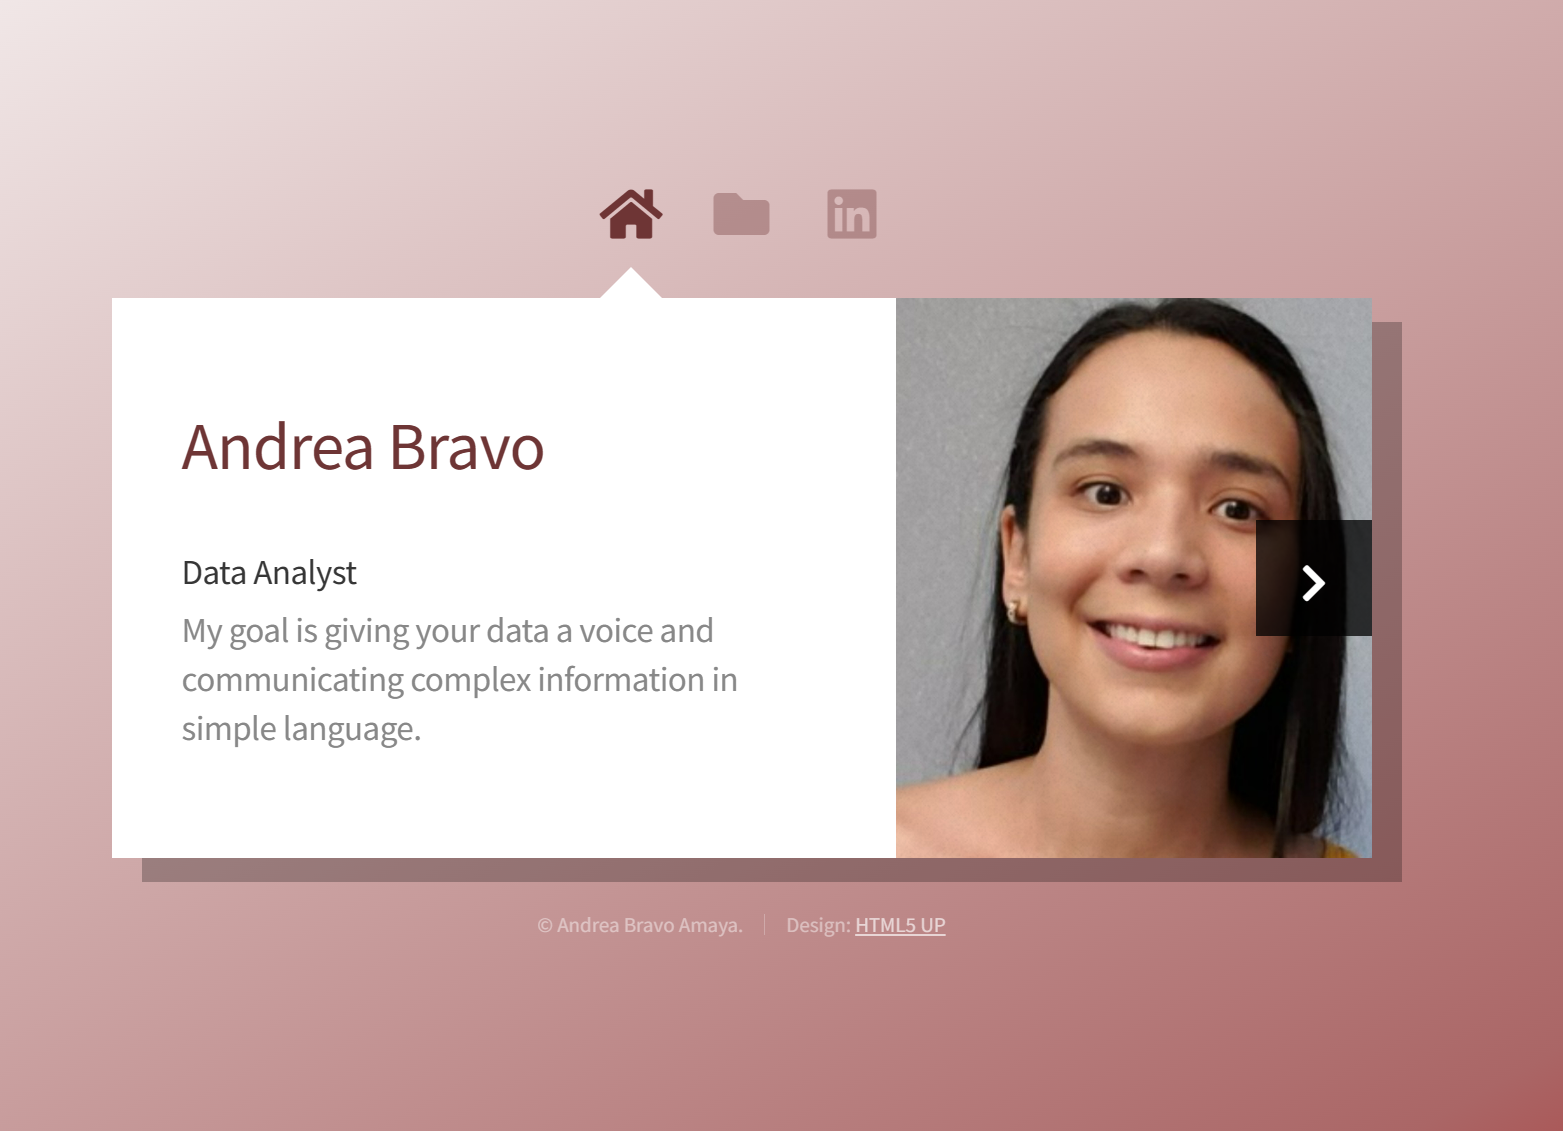 in
Andrea Bravo
Data Analyst
My goal is giving your data a voice and
communicating complex information in
simple language.
© Andrea Bravo Amaya. Design: HTML5 UP